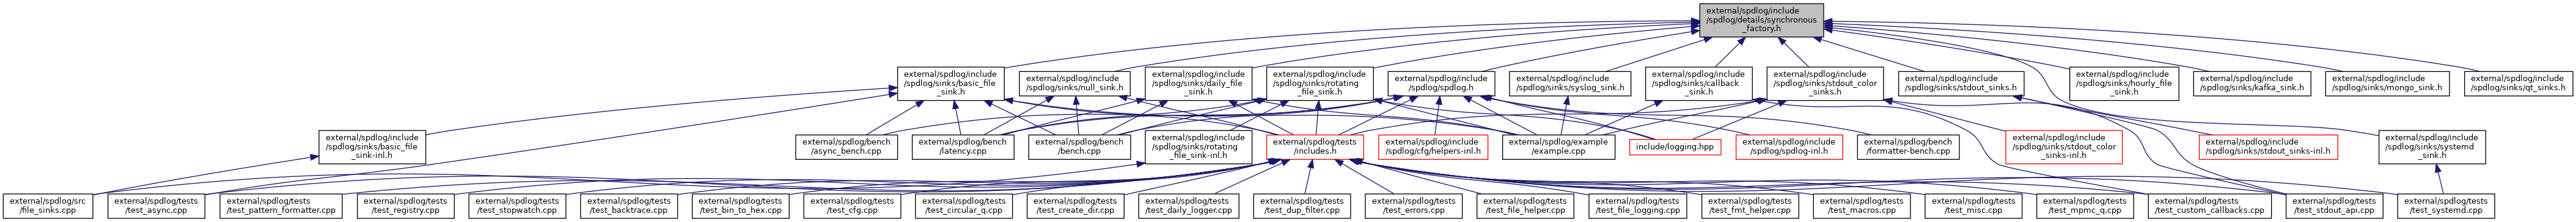 external/spdlog/include
/spdlog/details/synchronous
_factory.h
external/spdlog/include
/spdlog/sinks/basic_file
_sink.h
external/spdlog/include
/spdlog/sinks/null_sink.h
external/spdlog/include
/spdlog/sinks/daily_file
_sink.h
external/spdlog/include
/spdlog/sinks/rotating
_file_sink.h
external/spdlog/include
/spdlog/spdlog.h
external/spdlog/include
/spdlog/sinks/syslog_sink.h
external/spdlog/include
/spdlog/sinks/callback
_sink.h
external/spdlog/include
/spdlog/sinks/stdout_color
_sinks.h
external/spdlog/include
/spdlog/sinks/stdout_sinks.h
external/spdlog/include
/spdlog/sinks/hourly_file
_sink.h
external/spdlog/include
/spdlog/sinks/kafka_sink.h
external/spdlog/include
/spdlog/sinks/mongo_sink.h
external/spdlog/include
/spdlog/sinks/qt_sinks.h
external/spdlog/include
/spdlog/sinks/basic_file
_sink-inl.h
external/spdlog/bench
/async_bench.cpp
external/spdlog/bench
/latency.cpp
external/spdlog/bench
/bench.cpp
external/spdlog/include
/spdlog/sinks/rotating
_file_sink-inl.h
external/spdlog/tests
/includes.h
external/spdlog/include
/spdlog/cfg/helpers-inl.h
external/spdlog/example
/example.cpp
include/logging.hpp
external/spdlog/include
/spdlog/spdlog-inl.h
external/spdlog/bench
/formatter-bench.cpp
external/spdlog/include
/spdlog/sinks/stdout_color
_sinks-inl.h
external/spdlog/include
/spdlog/sinks/stdout_sinks-inl.h
external/spdlog/include
/spdlog/sinks/systemd
_sink.h
external/spdlog/src
/file_sinks.cpp
external/spdlog/tests
/test_async.cpp
external/spdlog/tests
/test_pattern_formatter.cpp
external/spdlog/tests
/test_registry.cpp
external/spdlog/tests
/test_stopwatch.cpp
external/spdlog/tests
/test_backtrace.cpp
external/spdlog/tests
/test_bin_to_hex.cpp
external/spdlog/tests
/test_cfg.cpp
external/spdlog/tests
/test_circular_q.cpp
external/spdlog/tests
/test_create_dir.cpp
external/spdlog/tests
/test_daily_logger.cpp
external/spdlog/tests
/test_dup_filter.cpp
external/spdlog/tests
/test_errors.cpp
external/spdlog/tests
/test_file_helper.cpp
external/spdlog/tests
/test_file_logging.cpp
external/spdlog/tests
/test_fmt_helper.cpp
external/spdlog/tests
/test_macros.cpp
external/spdlog/tests
/test_misc.cpp
external/spdlog/tests
/test_mpmc_q.cpp
external/spdlog/tests
/test_custom_callbacks.cpp
external/spdlog/tests
/test_stdout_api.cpp
external/spdlog/tests
/test_systemd.cpp